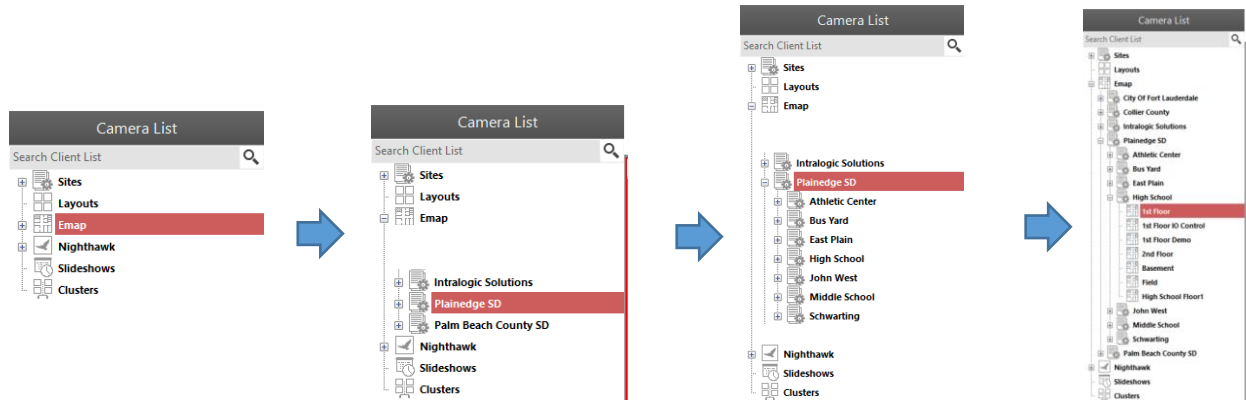 Camera List
Search Client List
Sites
Layouts
Emap
Nighthawk
Slideshows
Clusters
Camera List
Search Client List
Sites
Layouts
Emap
Intralogic Solutions
Plainedge SD
Palm Beach County SD
Nighthawk
Slideshows
Clusters
Camera List
Search Client List
Sites
Layouts
Emap
Intralogic Solutions
Plainedge SD
Athletic Center
Bus Yard
East Plain
High School
John West
Middle School
Schwarting
Nighthawk
Slideshows
Clusters
Camera List
Search Client List
Sites
Layouts
Emap
City Of Fort Lauderdale
Collier County
Intralogic Solutions
Plainedge SD
Athletic Center
Bus Yard
East Plain
High School
1st Floor
1st Floor IO Control
1st Floor Demo
2nd Floor
Basement
Field
High School Floor1
John West
Middle School
Schwarting
Palm Beach County SD
Nighthawk
Slideshows
Clusters